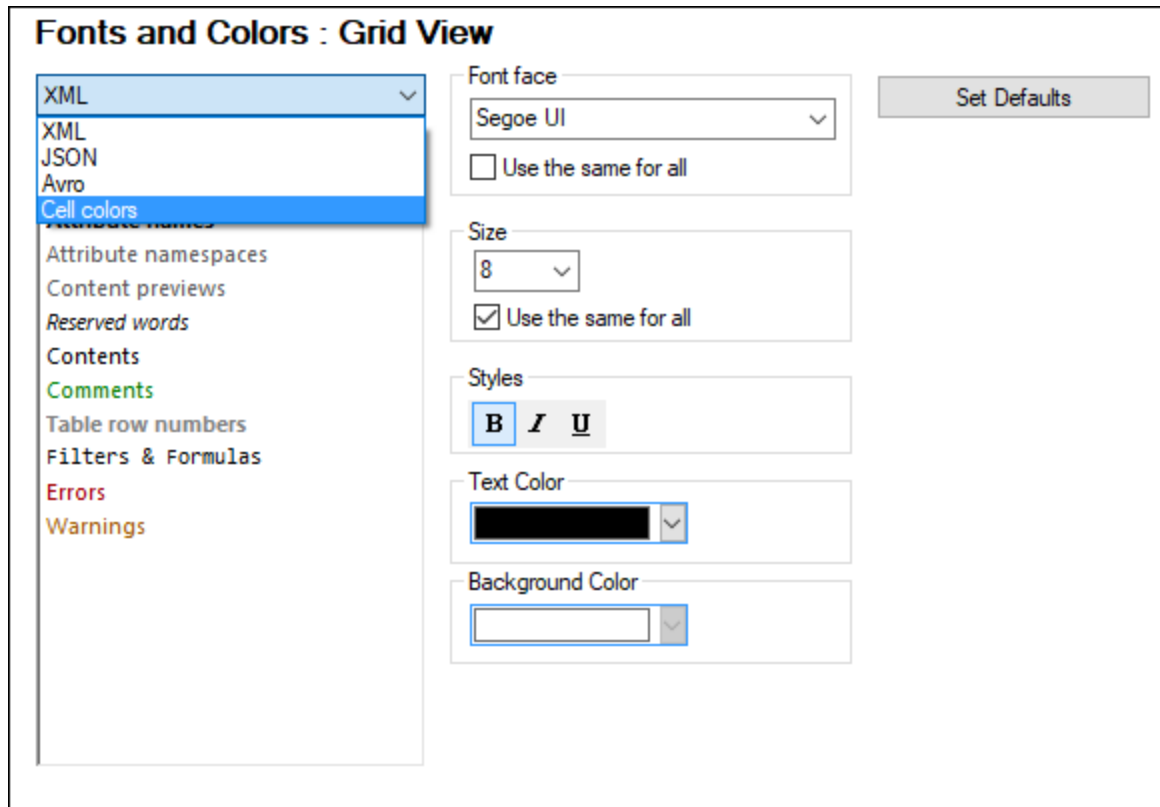 Fonts and Colors : Grid View
XML
XML
JSON
Avro
Cell colors
Attribute names
Attribute namespaces
Content previews
Reserved words
Contents
Comments
Table row numbers
Filters & Formulas
Errors
Warnings
Font face
Segoe UI
Use the same for all
Size
8
Use the same for all
Styles
B I U
Text Color
Background Color
Set Defaults